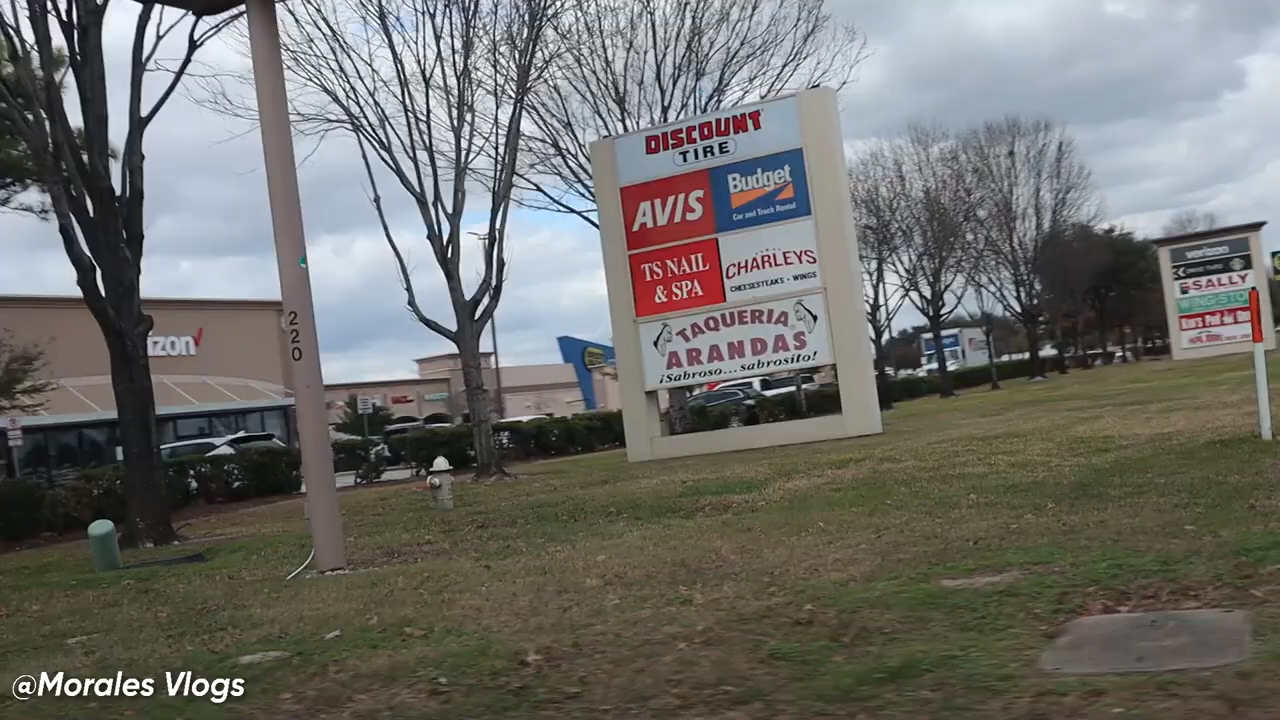 DISCOUNT
TIRE
AVIS
Budget
Car and Truck Rental
TS NAIL
& SPA
CHARLEYS
CHEESESTEAKS • WINGS
TAQUERIA
ARANDAS
¡Sabroso...sabrosito!
verizon
SALLY
WING-STO
izon
220
@Morales Vlogs